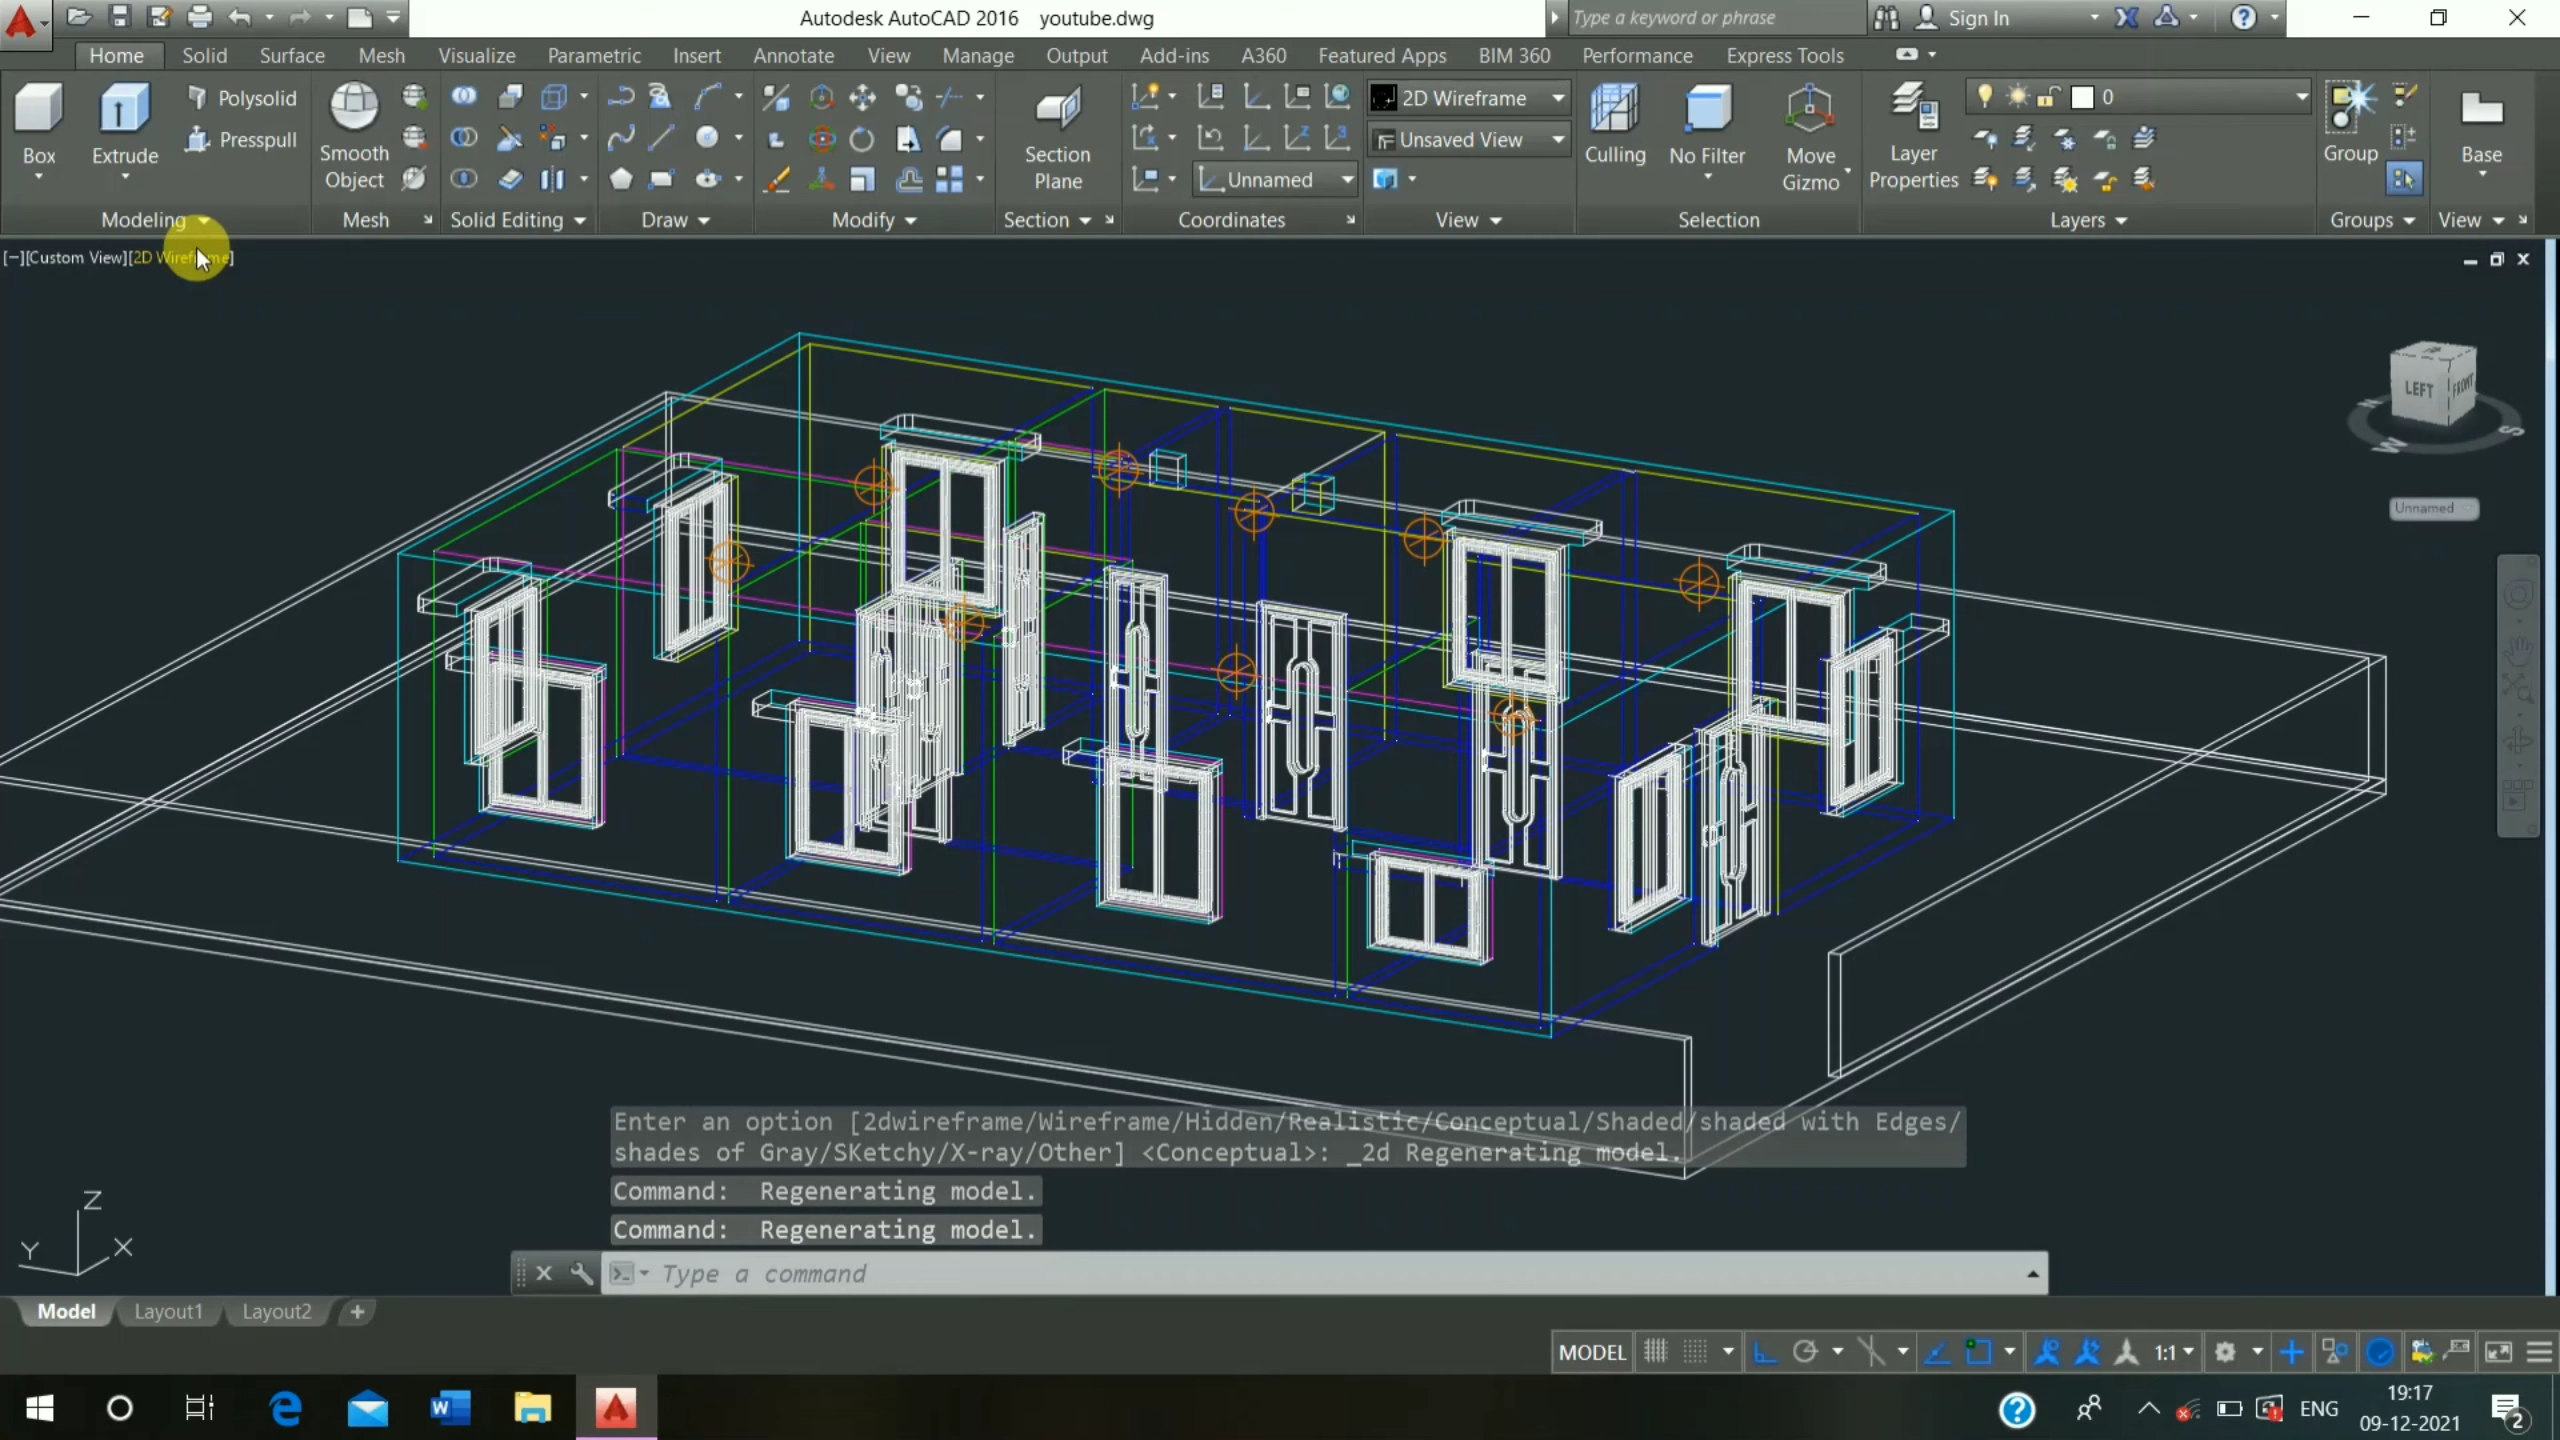 Autodesk AutoCAD 2016 youtube.dwg
Type a keyword or phrase
Sign In
Home Solid Surface Mesh Visualize Parametric Insert Annotate View Manage Output Add-ins A360 Featured Apps BIM 360 Performance Express Tools
Box
Extrude
Polysolid
Presspull
Smooth
Object
Section
Plane
Unnamed
2D Wireframe
Unsaved View
Culling
No Filter
Move
Gizmo
Layer
Properties
0
Group
Base
Modeling
Mesh
Solid Editing
Draw
Modify
Section
Coordinates
View
Selection
Layers
Groups
View
[−][Custom View][2D Wireframe]
LEFT FRONT
W S
Unnamed
Enter an option [2dwireframe/Wireframe/Hidden/Realistic/Conceptual/Shaded/shaded with Edges/
shades of Gray/SKetchy/X-ray/Other] <Conceptual>: _2d Regenerating model.
Command: Regenerating model.
Command: Regenerating model.
Type a command
Z
Y X
Model Layout1 Layout2 +
MODEL 1:1
ENG
19:17
09-12-2021
2